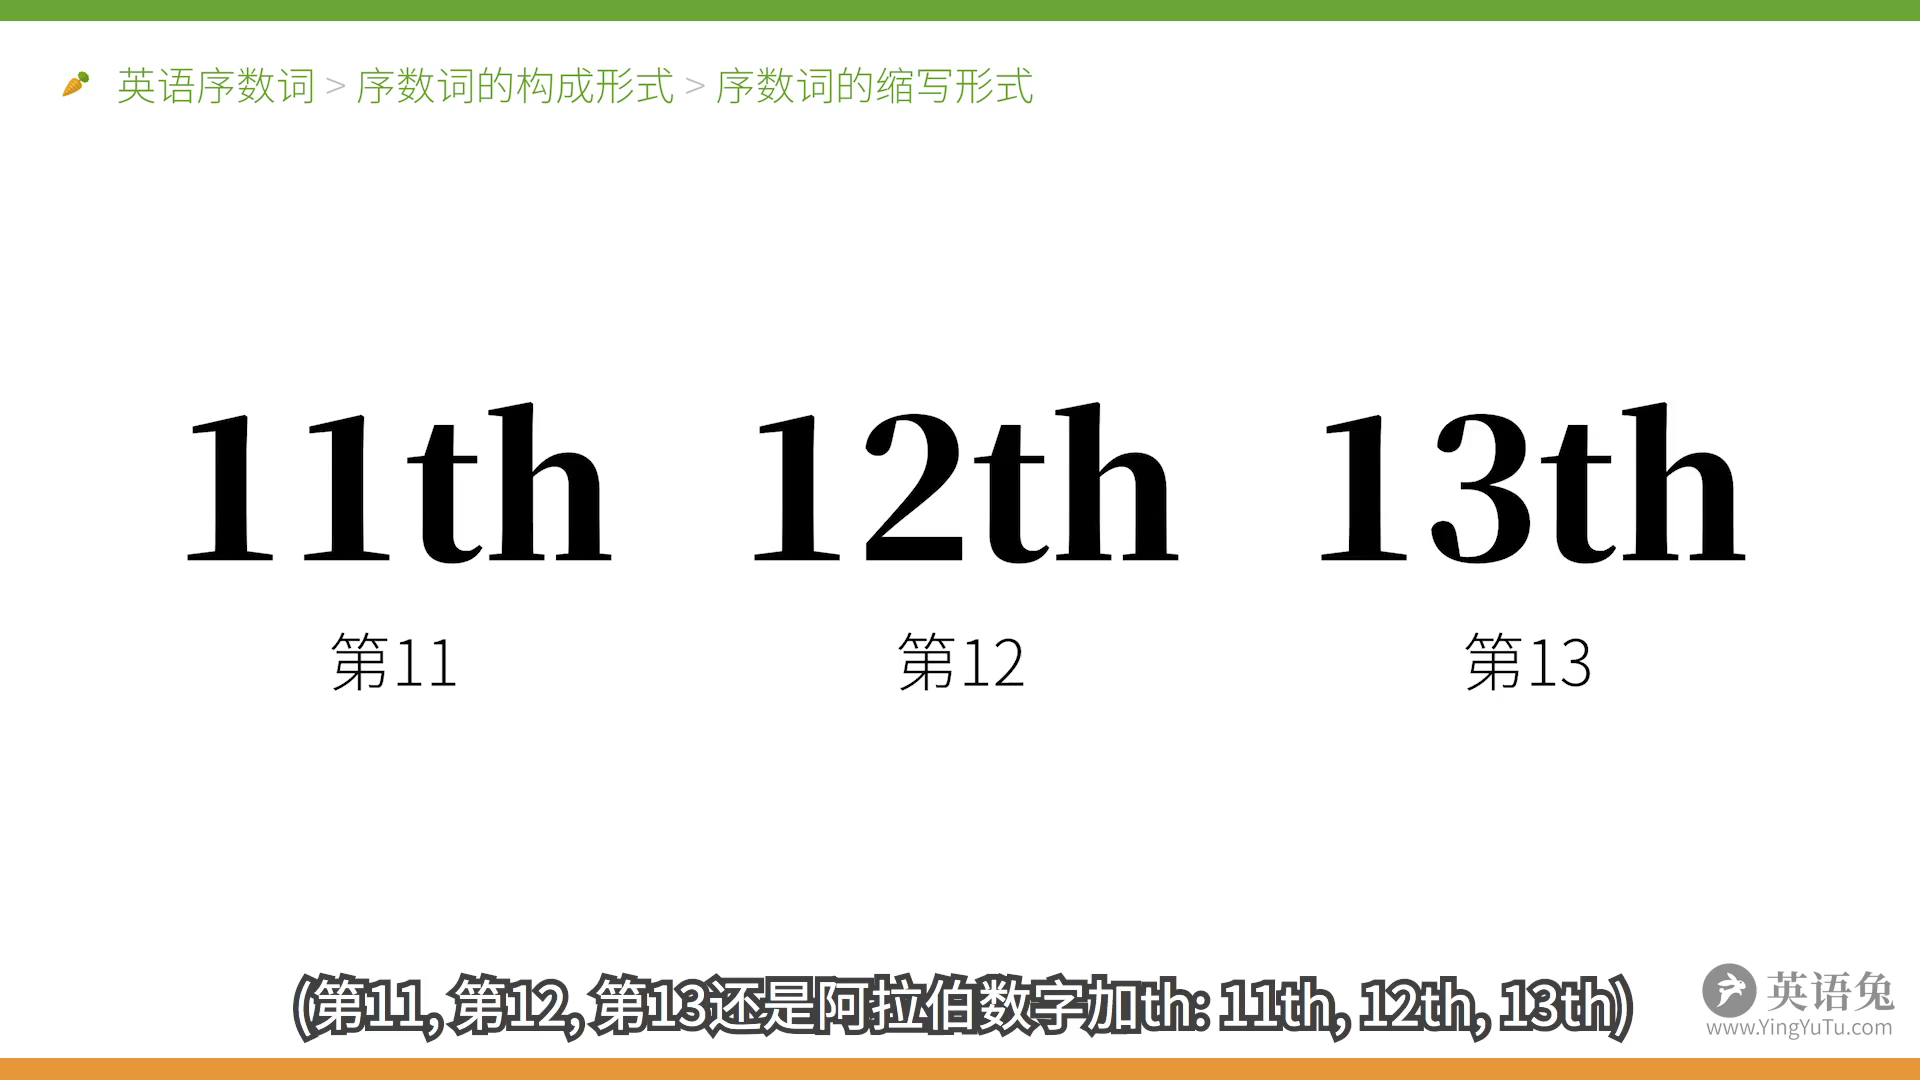 英语序数词 > 序数词的构成形式 > 序数词的缩写形式
11th 12th 13th
第11 第12 第13
(第11, 第12, 第13还是阿拉伯数字加th: 11th, 12th, 13th)
英语兔
www.YingYuTu.com